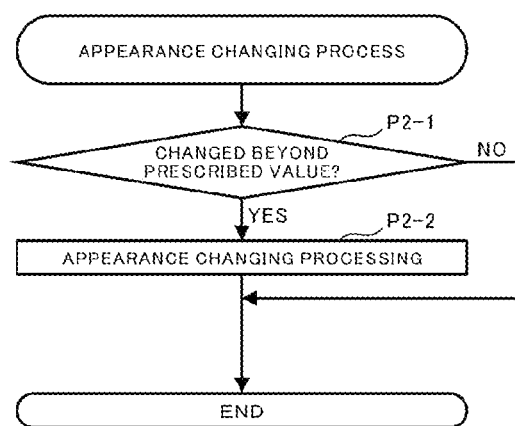 APPEARANCE CHANGING PROCESS
P2-1
CHANGED BEYOND
PRESCRIBED VALUE?
NO
YES
P2-2
APPEARANCE CHANGING PROCESSING
END